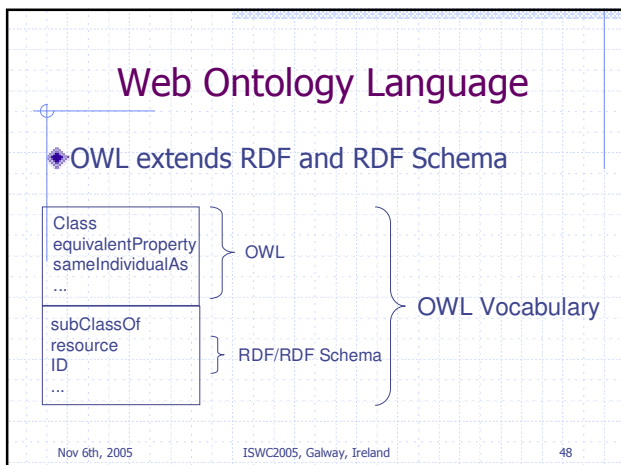 Web Ontology Language
OWL extends RDF and RDF Schema
Class
equivalentProperty
sameIndividualAs
...
OWL
subClassOf
resource
ID
...
RDF/RDF Schema
OWL Vocabulary
Nov 6th, 2005 ISWC2005, Galway, Ireland 48